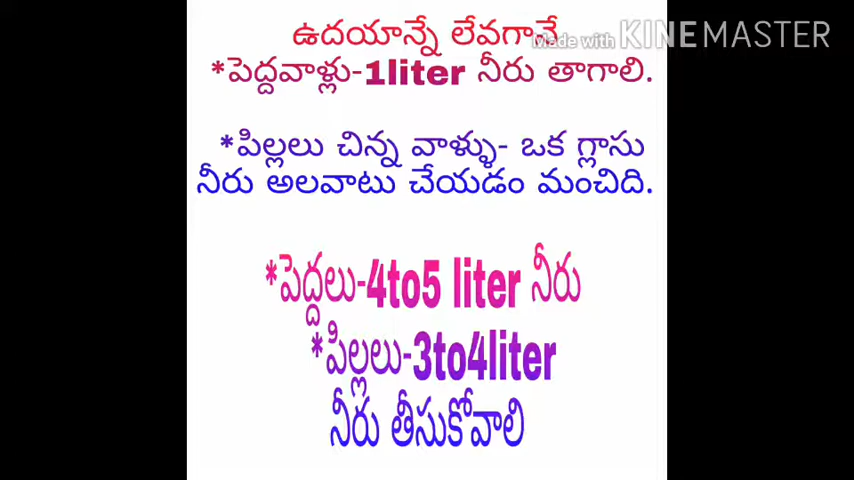 ఉదయాన్నే లేవగానే
Made with KINEMASTER
*పెద్దవాళ్లు-1liter నీరు తాగాలి.
*పిల్లలు చిన్న వాళ్ళు- ఒక గ్లాసు
నీరు అలవాటు చేయడం మంచిది.
*పెద్దలు-4to5 liter నీరు
*పిల్లలు-3to4liter
నీరు తీసుకోవాలి